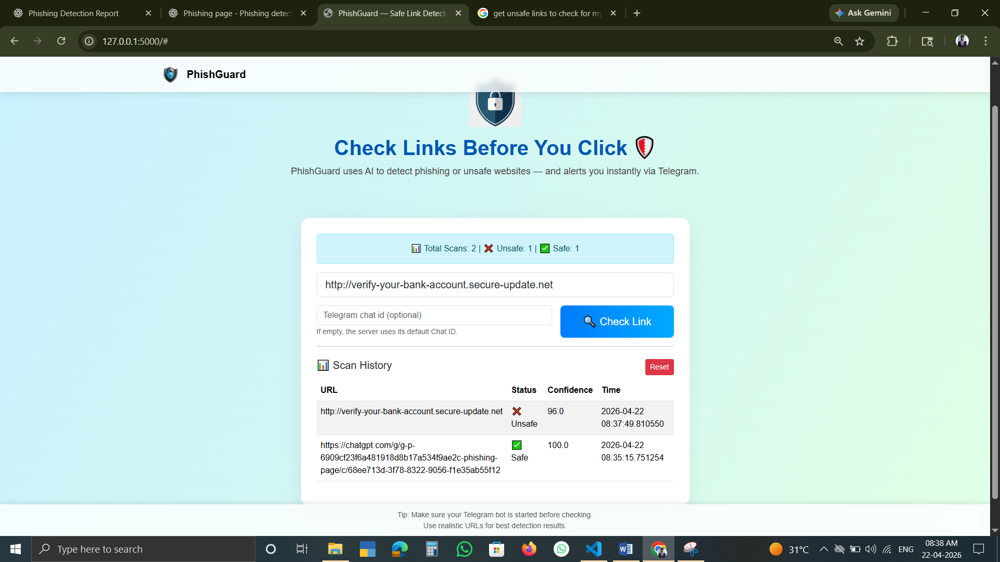 Phishing Detection Report
Phishing page - Phishing detec
PhishGuard — Safe Link Detect
get unsafe links to check for my
Ask Gemini
127.0.0.1:5000/#
PhishGuard
Check Links Before You Click
PhishGuard uses AI to detect phishing or unsafe websites — and alerts you instantly via Telegram.
📊 Total Scans: 2 | ❌ Unsafe: 1 | ✅ Safe: 1
http://verify-your-bank-account.secure-update.net
Telegram chat id (optional)
🔍 Check Link
If empty, the server uses its default Chat ID.
📊 Scan History
Reset
URL Status Confidence Time
http://verify-your-bank-account.secure-update.net ❌ 96.0 2026-04-22
Unsafe 08:37:49.810550
https://chatgpt.com/g/g-p- ✅ 100.0 2026-04-22
6909cf23f6a481918d8b17a534f9ae2c-phishing- Safe 08:35:15.751254
page/c/68ee713d-3f78-8322-9056-f1e35ab55f12
Tip: Make sure your Telegram bot is started before checking.
Use realistic URLs for best detection results.
Type here to search
31°C
ENG
08:38 AM
22-04-2026